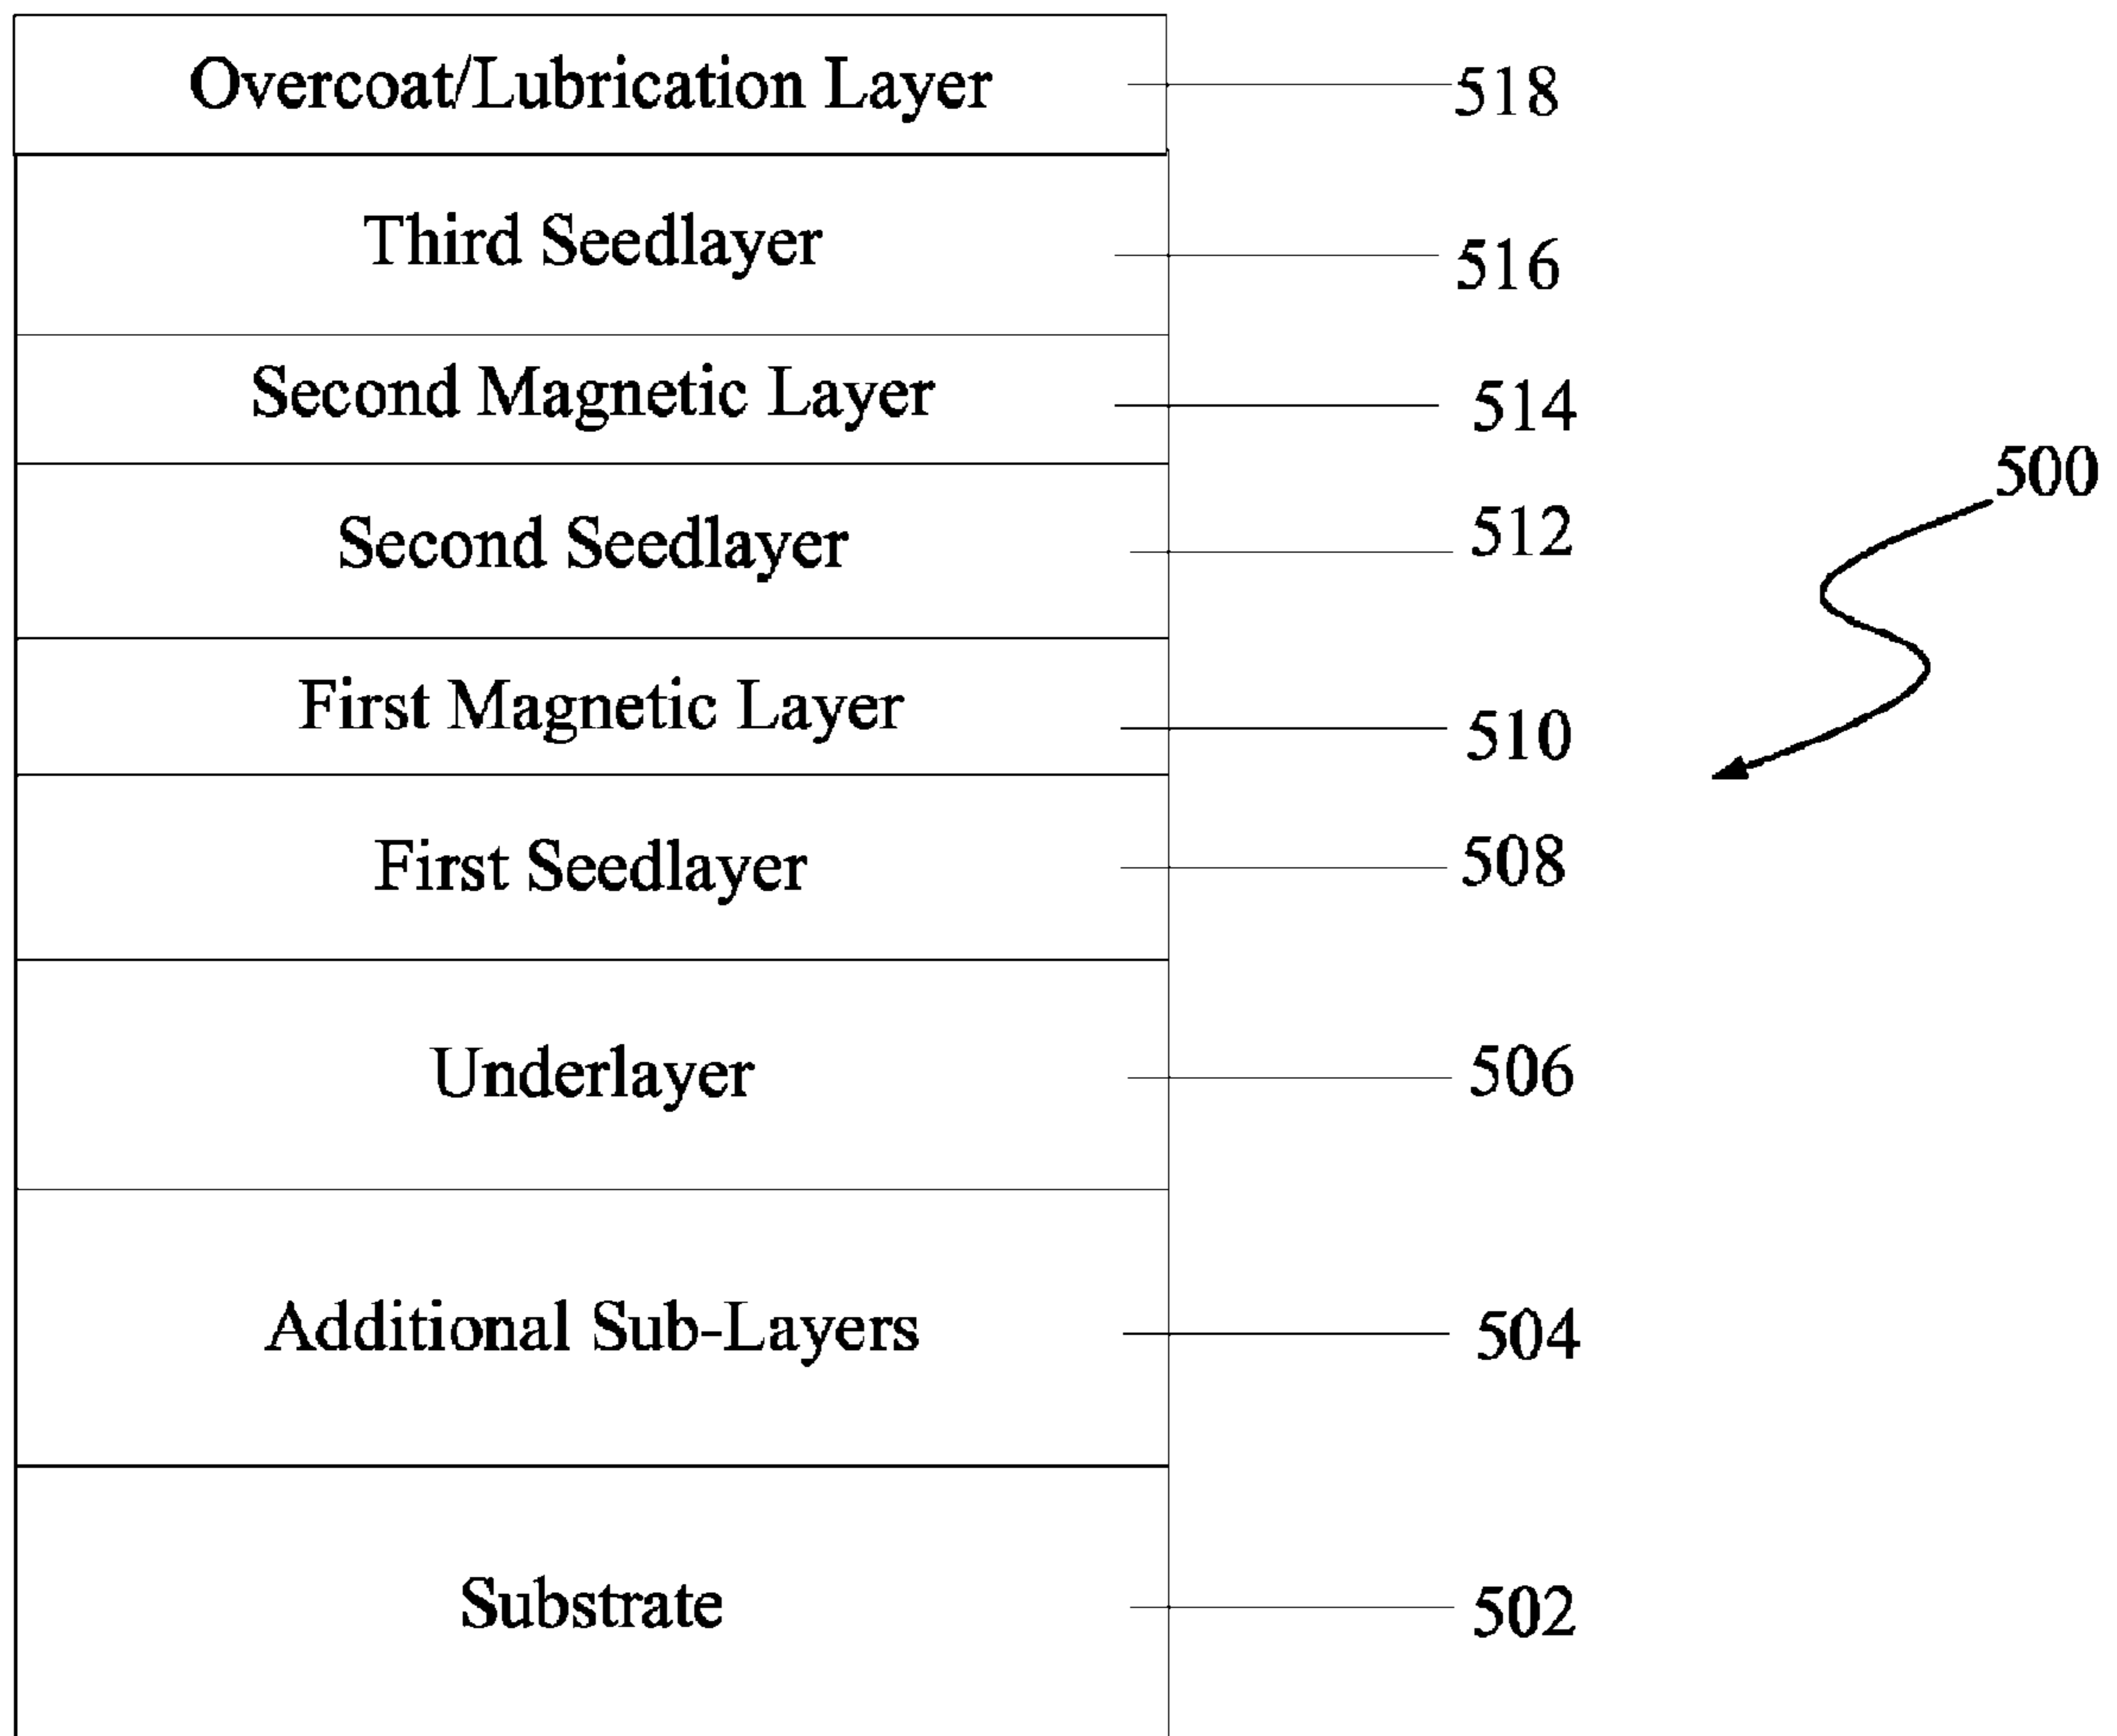 Overcoat/Lubrication Layer 518
Third Seedlayer 516
Second Magnetic Layer 514
500
Second Seedlayer 512
First Magnetic Layer 510
First Seedlayer 508
Underlayer 506
Additional Sub-Layers 504
Substrate 502